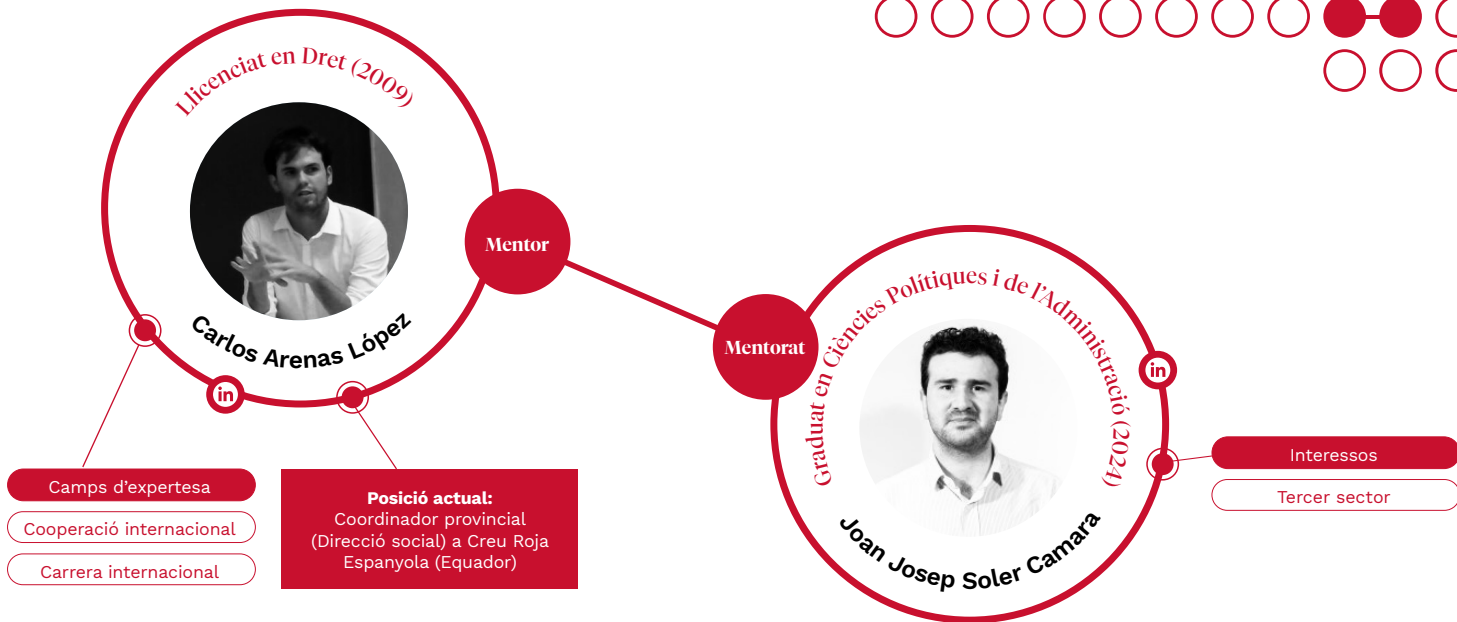 Llicenciat en Dret (2009)
Carlos Arenas López
Mentor
in
Camps d’expertesa
Cooperació internacional
Carrera internacional
Posició actual:
Coordinador provincial
(Direcció social) a Creu Roja
Espanyola (Equador)
Mentorat
Graduat en Ciències Polítiques i de l’Administració (2024)
Joan Josep Soler Camara
in
Interessos
Tercer sector